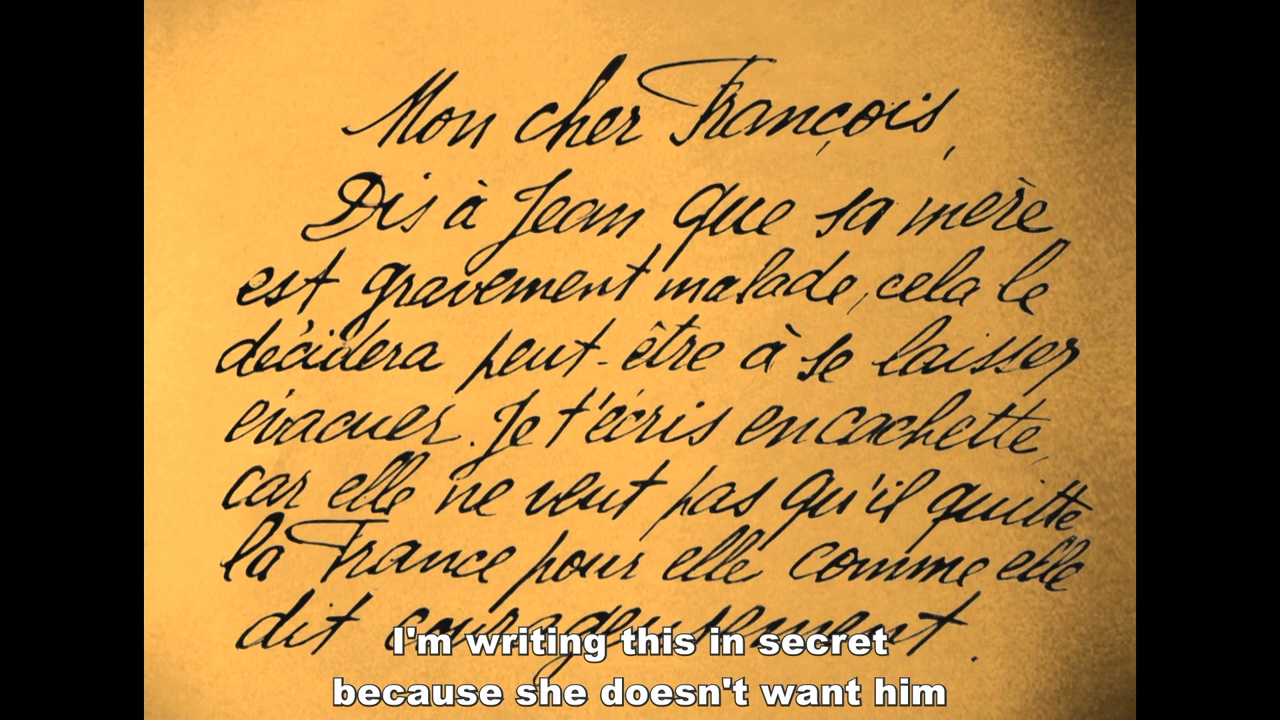 Mon cher François,
Dis à Jean que sa mère
est gravement malade, cela le
décidera peut-être à se laisser
évacuer. Je t'écris en cachette,
car elle ne veut pas qu'il quitte
la France pour elle comme elle
dit courageusement.
I'm writing this in secret
because she doesn't want him